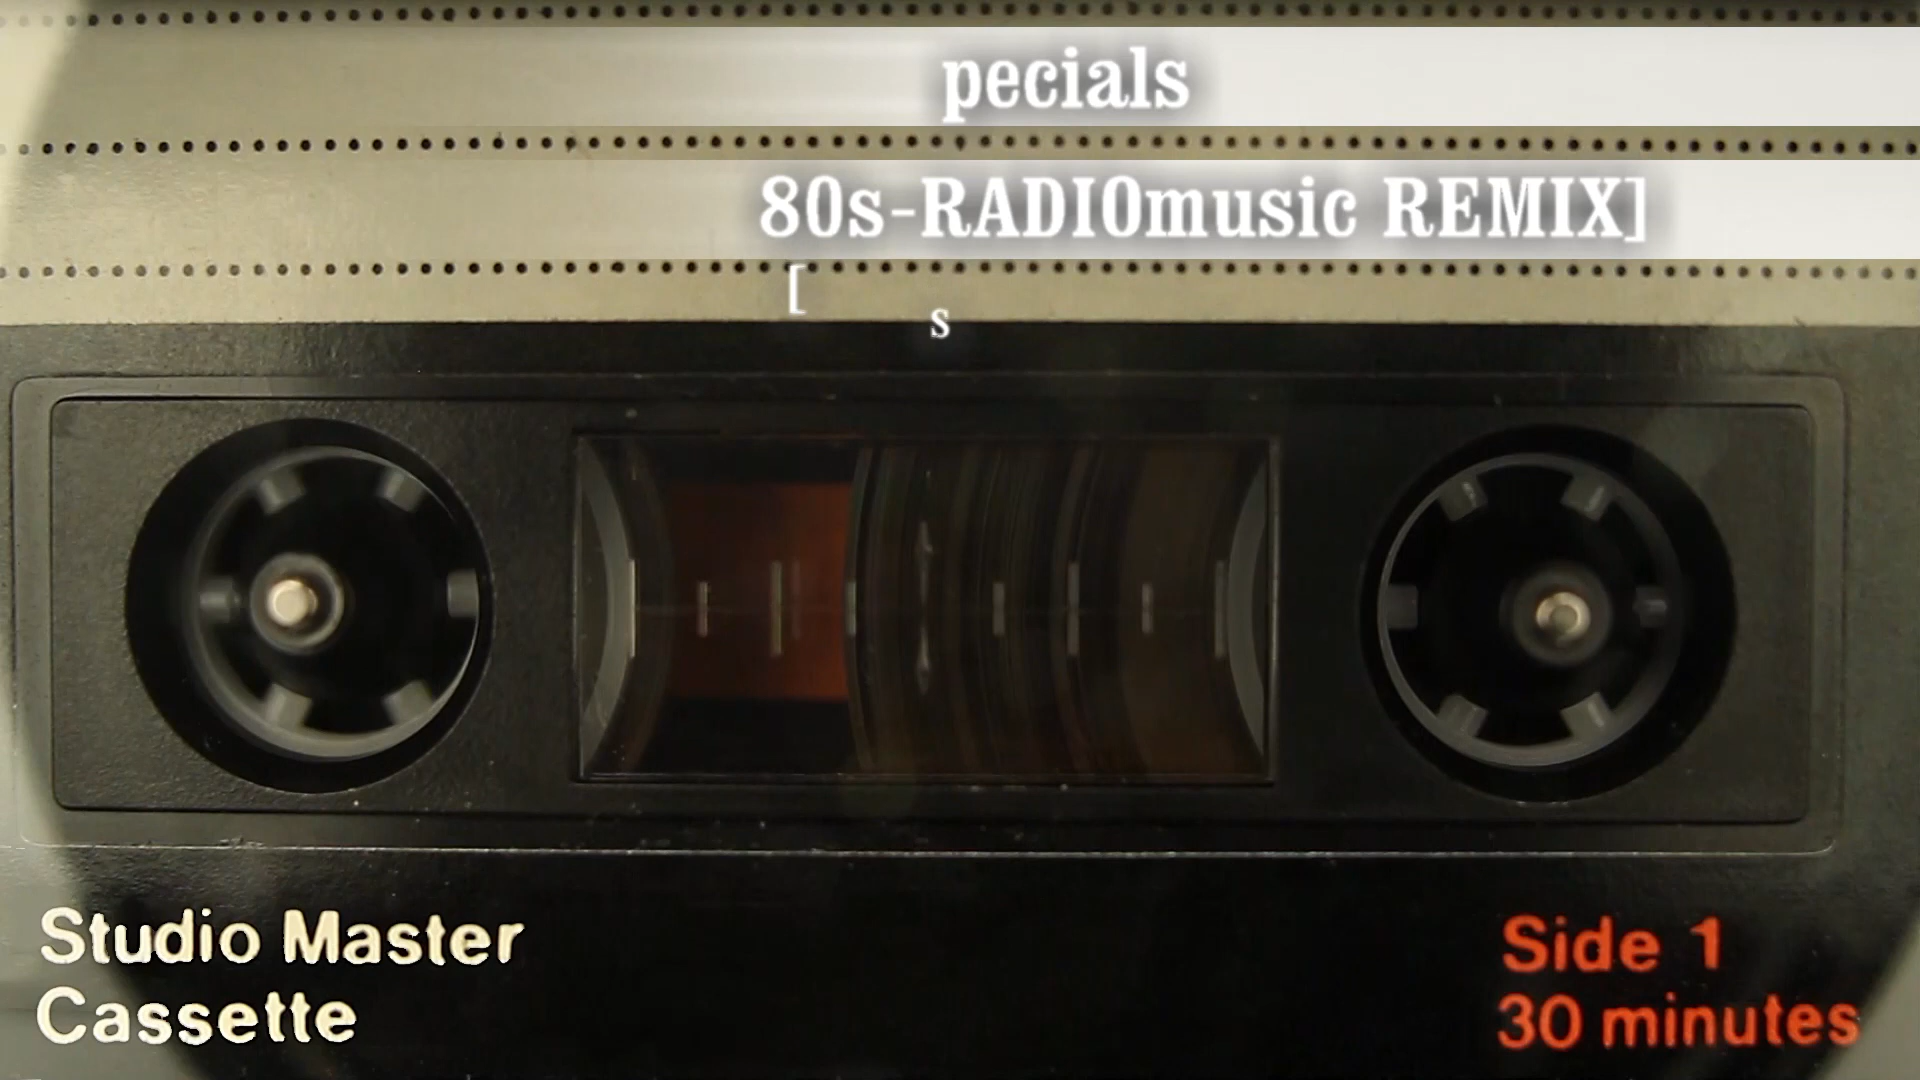 pecials
80s-RADIOmusic REMIX]
[
s
Studio Master
Cassette
Side 1
30 minutes